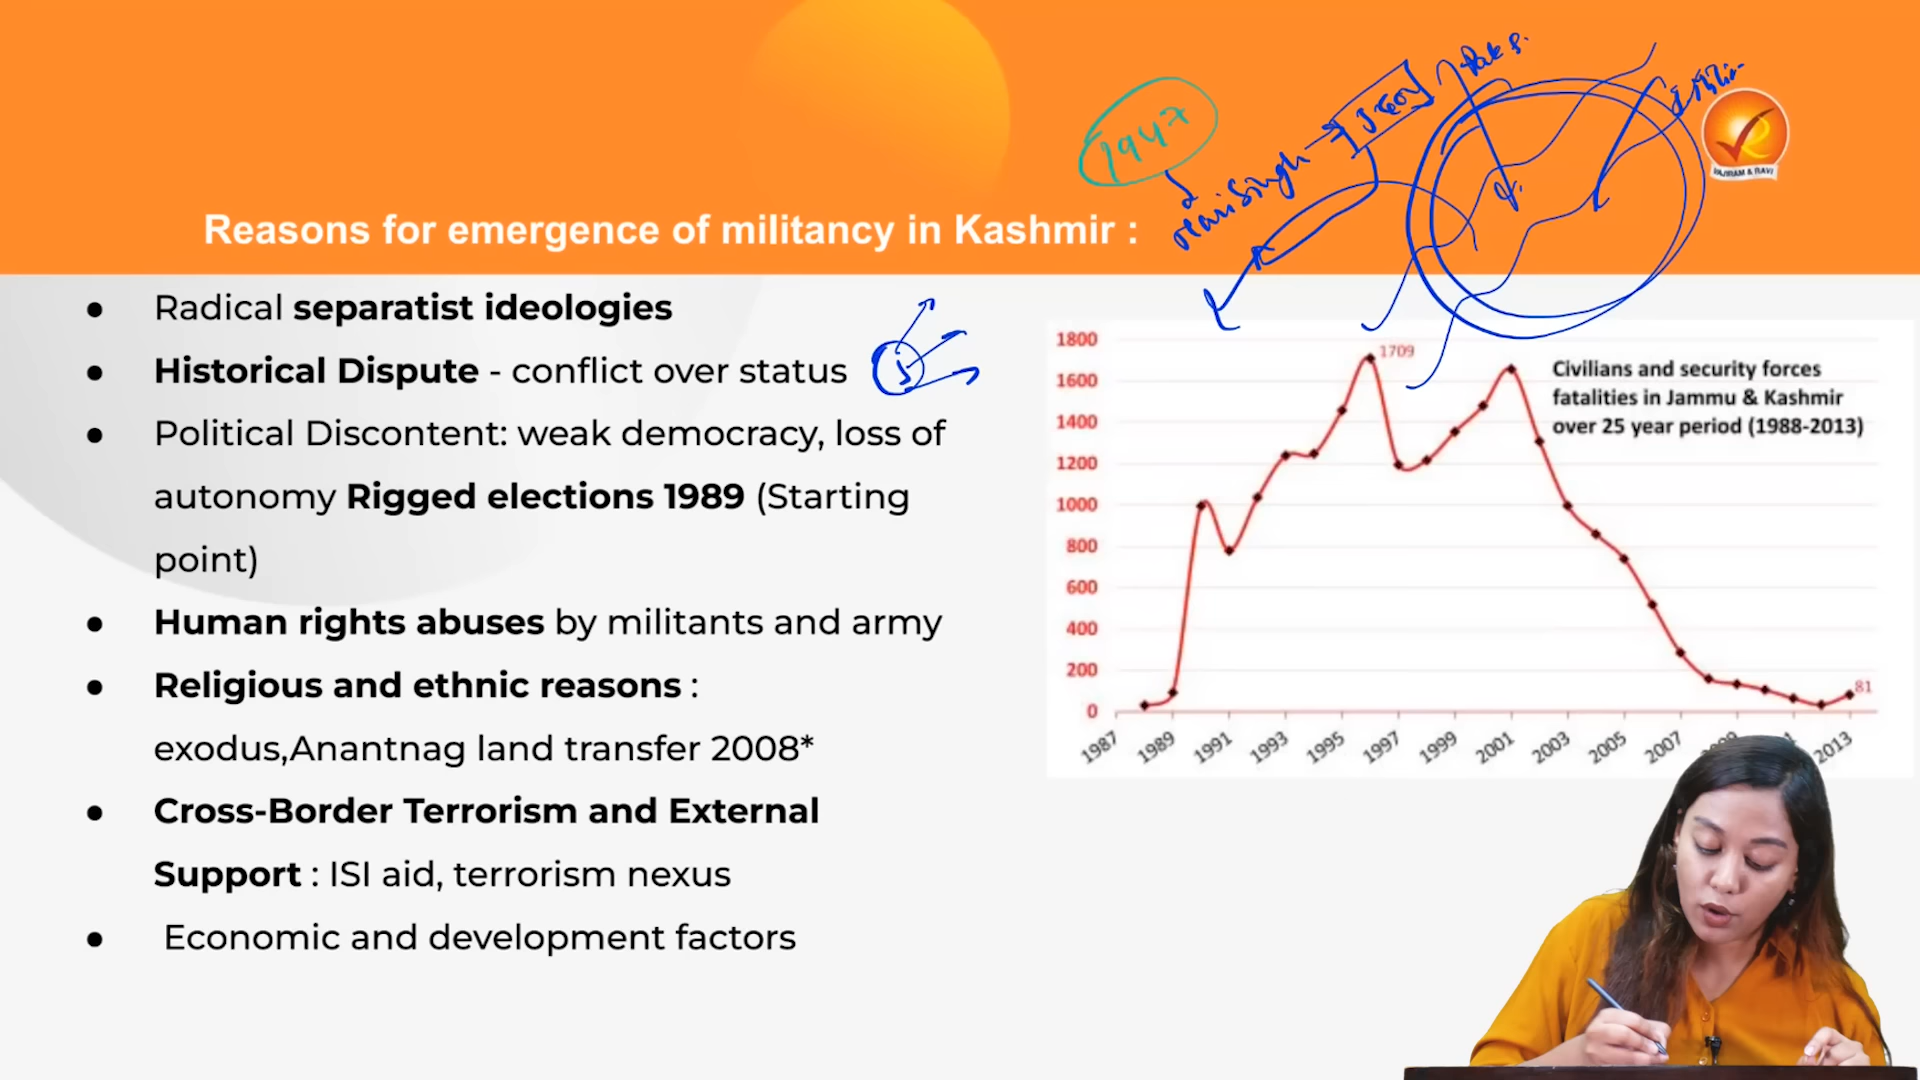 1947
Hari Singh → J&K
Reasons for emergence of militancy in Kashmir :
VAJIRAM & RAVI
● Radical separatist ideologies
● Historical Dispute - conflict over status
● Political Discontent: weak democracy, loss of
autonomy Rigged elections 1989 (Starting
point)
● Human rights abuses by militants and army
● Religious and ethnic reasons :
exodus,Anantnag land transfer 2008*
● Cross-Border Terrorism and External
Support : ISI aid, terrorism nexus
● Economic and development factors
Civilians and security forces
fatalities in Jammu & Kashmir
over 25 year period (1988-2013)
1800
1600
1400
1200
1000
800
600
400
200
0
1709
81
1987 1989 1991 1993 1995 1997 1999 2001 2003 2005 2007 2013